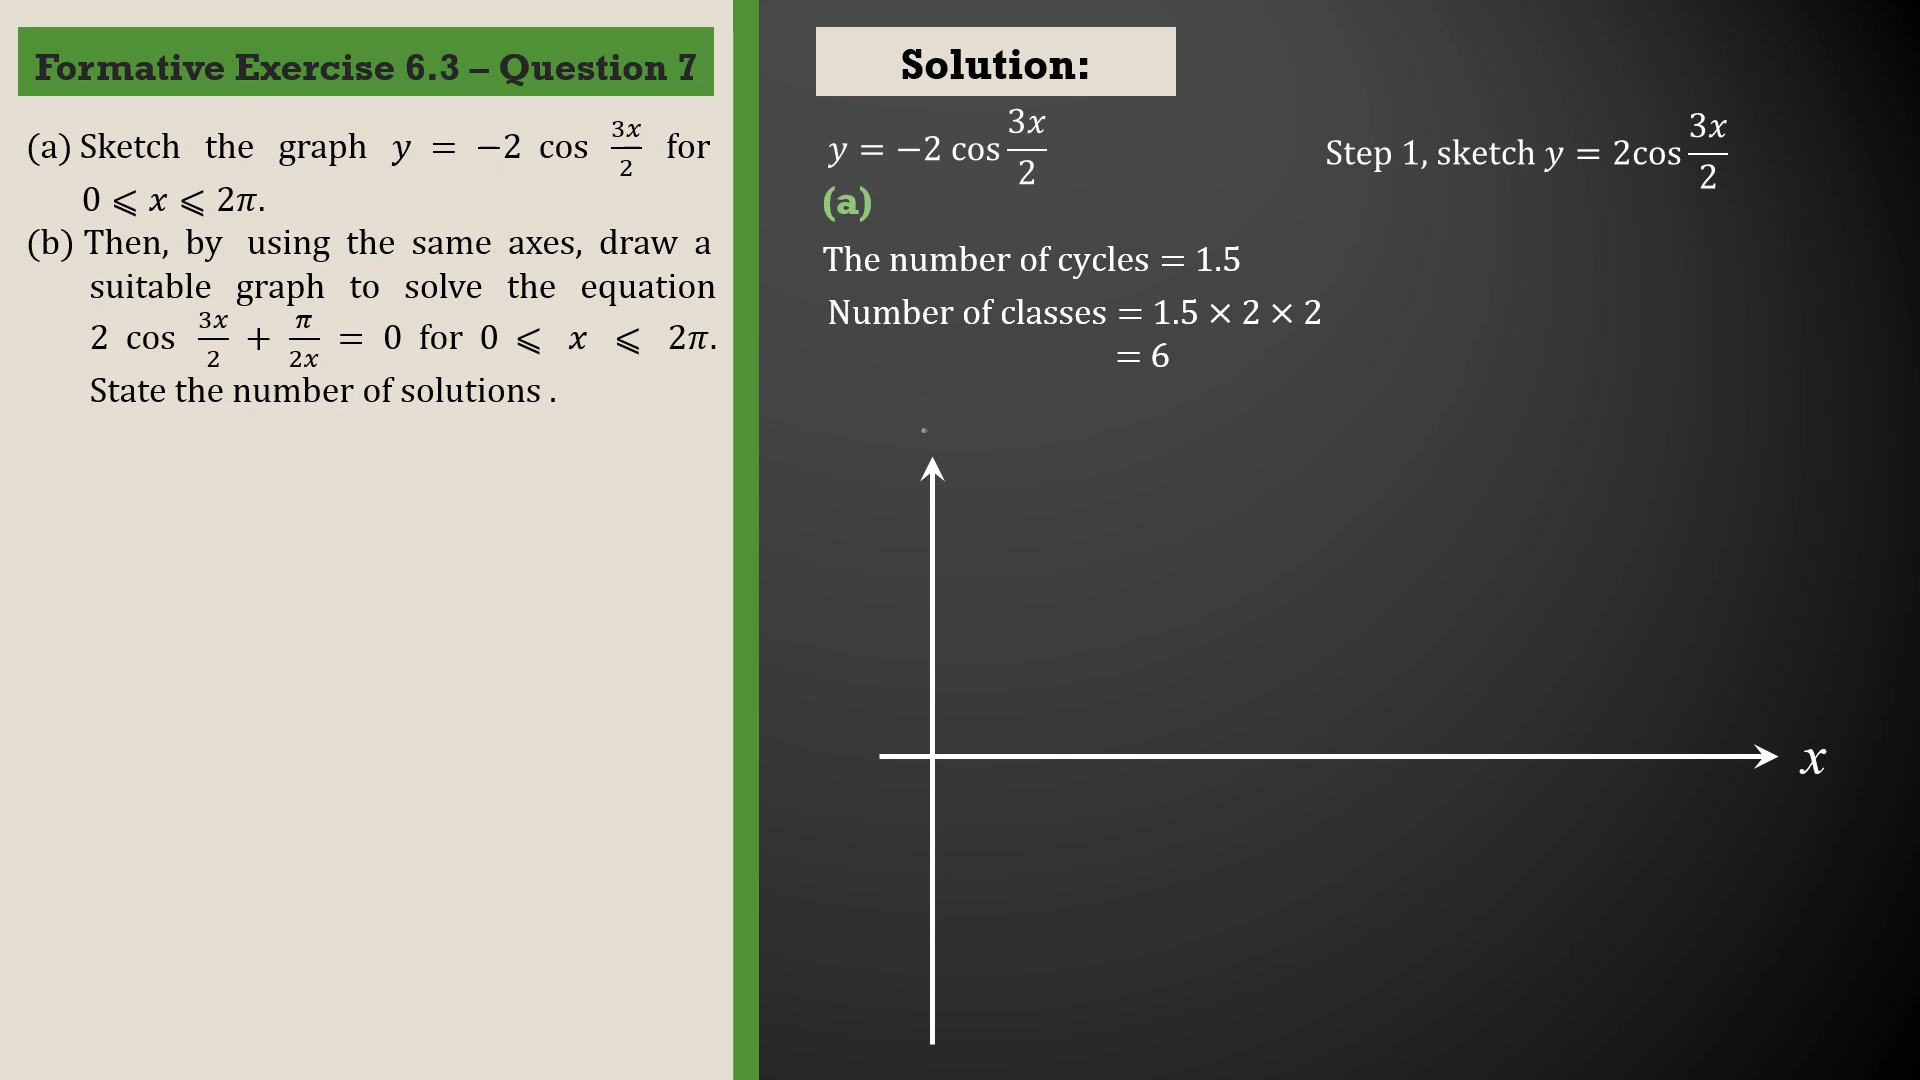 Formative Exercise 6.3 – Question 7
(a) Sketch the graph y = −2 cos 3x/2 for
0 ⩽ x ⩽ 2π.
(b) Then, by using the same axes, draw a
suitable graph to solve the equation
2 cos 3x/2 + π/2x = 0 for 0 ⩽ x ⩽ 2π.
State the number of solutions .
Solution:
y = −2 cos 3x/2
Step 1, sketch y = 2cos 3x/2
(a)
The number of cycles = 1.5
Number of classes = 1.5 × 2 × 2
= 6
x